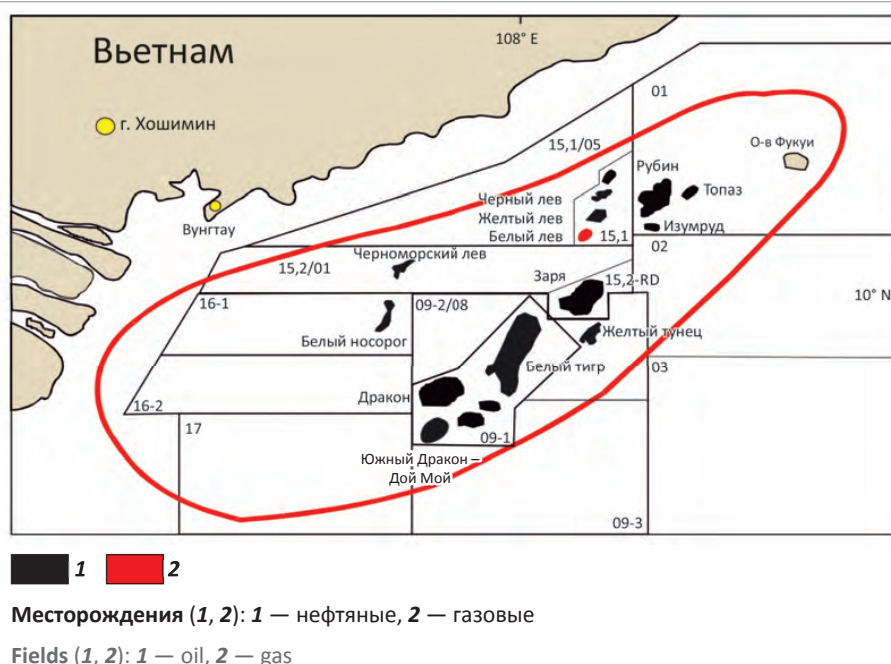 108° E
Вьетнам
01
г. Хошимин
15,1/05
О-в Фукуи
Рубин
Черный лев
Топаз
Желтый лев
Вунгтау
Белый лев
15,1
Изумруд
02
Черноморский лев
15,2/01
Заря
15,2-RD
16-1
09-2/08
10° N
Белый носорог
Желтый тунец
Белый тигр
03
Дракон
16-2
17
09-1
Южный Дракон –
Дой Мой
09-3
1 2
Месторождения (1, 2): 1 — нефтяные, 2 — газовые
Fields (1, 2): 1 — oil, 2 — gas